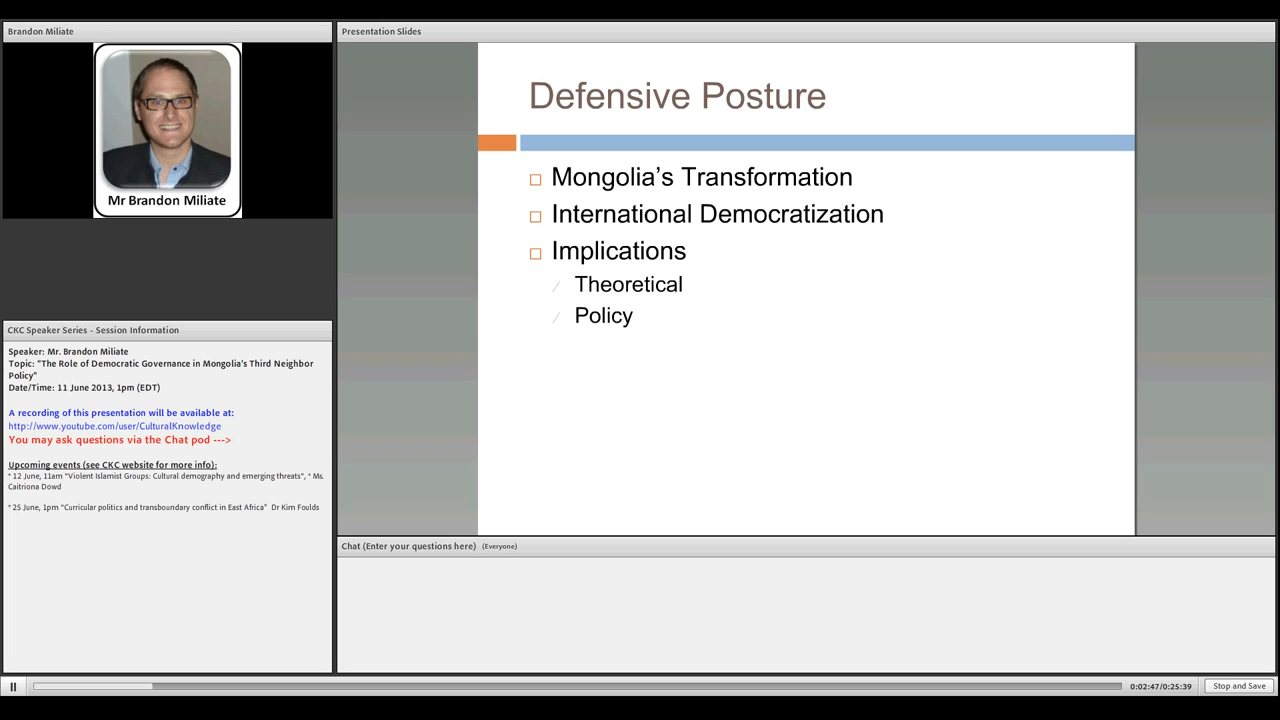 Brandon Miliate
Mr Brandon Miliate
CKC Speaker Series - Session Information
Speaker: Mr. Brandon Miliate
Topic: "The Role of Democratic Governance in Mongolia's Third Neighbor
Policy"
Date/Time: 11 June 2013, 1pm (EDT)
A recording of this presentation will be available at:
http://www.youtube.com/user/CulturalKnowledge
You may ask questions via the Chat pod --->
Upcoming events (see CKC website for more info):
* 12 June, 11am "Violent Islamist Groups: Cultural demography and emerging threats", * Ms.
Caitriona Dowd
* 25 June, 1pm "Curricular politics and transboundary conflict in East Africa" Dr Kim Foulds
Presentation Slides
Defensive Posture
Mongolia's Transformation
International Democratization
Implications
Theoretical
Policy
Chat (Enter your questions here) (Everyone)
0:02:47/0:25:39
Stop and Save